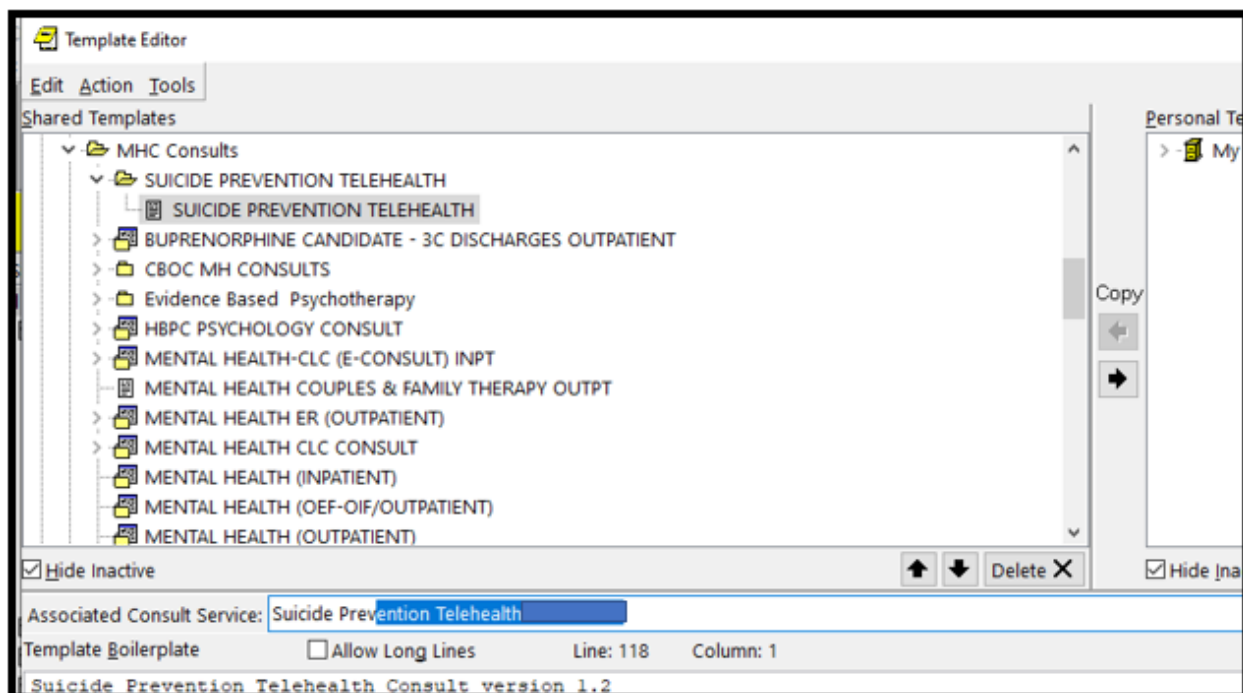 Template Editor
Edit Action Tools
Shared Templates
Personal Te
MHC Consults
My
SUICIDE PREVENTION TELEHEALTH
SUICIDE PREVENTION TELEHEALTH
BUPRENORPHINE CANDIDATE - 3C DISCHARGES OUTPATIENT
CBOC MH CONSULTS
Evidence Based  Psychotherapy
Copy
HBPC PSYCHOLOGY CONSULT
MENTAL HEALTH-CLC (E-CONSULT) INPT
MENTAL HEALTH COUPLES & FAMILY THERAPY OUTPT
MENTAL HEALTH ER (OUTPATIENT)
MENTAL HEALTH CLC CONSULT
MENTAL HEALTH (INPATIENT)
MENTAL HEALTH (OEF-OIF/OUTPATIENT)
MENTAL HEALTH (OUTPATIENT)
Hide Inactive Delete X Hide Ina
Associated Consult Service: Suicide Prevention Telehealth
Template Boilerplate Allow Long Lines Line: 118 Column: 1
Suicide Prevention Telehealth Consult version 1.2